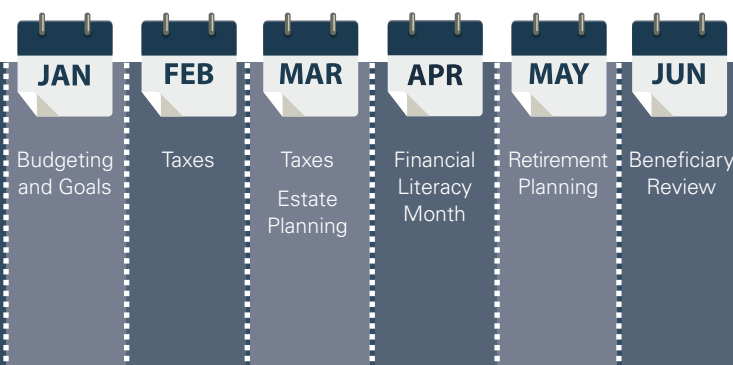 JAN
Budgeting
and Goals
FEB
Taxes
MAR
Taxes
Estate
Planning
APR
Financial
Literacy
Month
MAY
Retirement
Planning
JUN
Beneficiary
Review